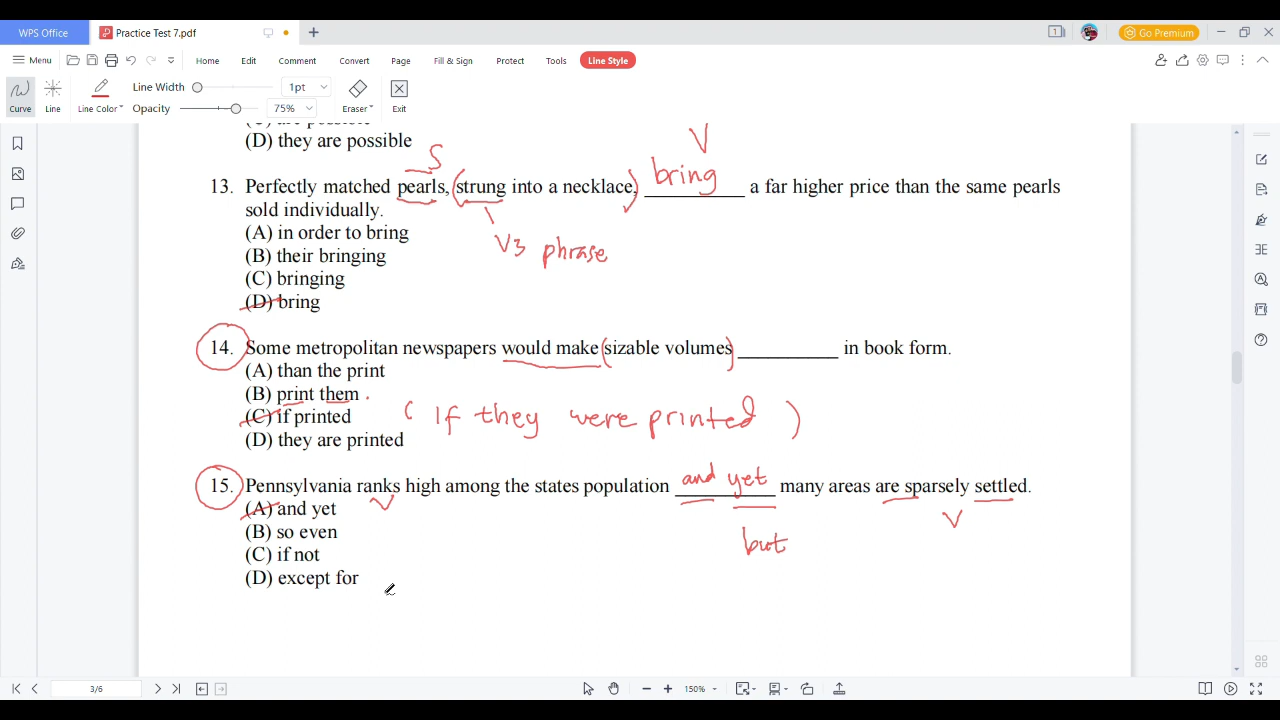 WPS Office
Practice Test 7.pdf
Go Premium
Menu
Home
Edit
Comment
Convert
Page
Fill & Sign
Protect
Tools
Line Style
Curve
Line
Line Color
Line Width
1pt
Opacity
75%
Eraser
Exit
(C) are possible
(D) they are possible
S
V
bring
13. Perfectly matched pearls, (strung into a necklace,) __________ a far higher price than the same pearls
sold individually.
(A) in order to bring
V3 phrase
(B) their bringing
(C) bringing
(D) bring
14. Some metropolitan newspapers would make (sizable volumes) __________ in book form.
(A) than the print
(B) print them .
(C) if printed
( If they were printed )
(D) they are printed
and yet
15. Pennsylvania ranks high among the states population __________ many areas are sparsely settled.
V
V
(A) and yet
(B) so even
but
(C) if not
(D) except for
3/6
150%